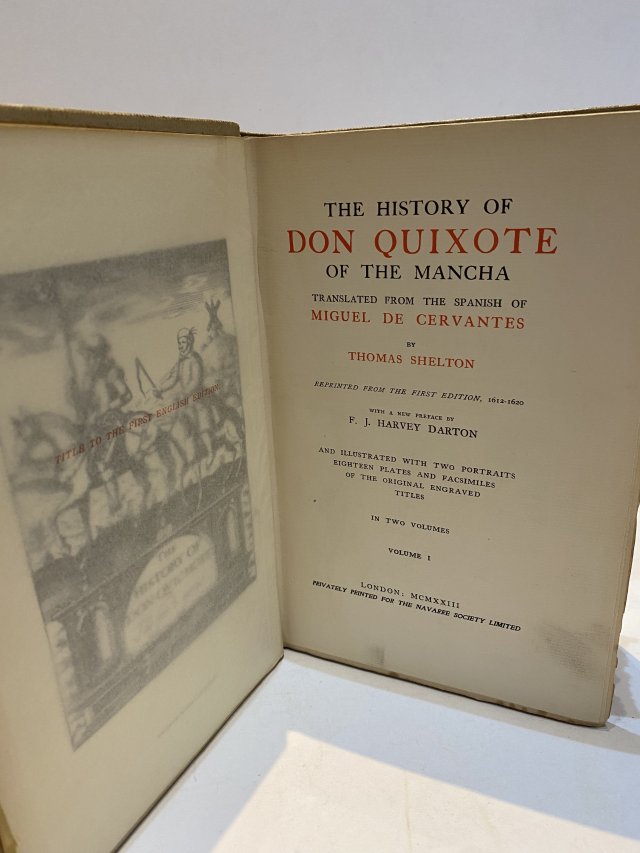 TITLE TO THE FIRST ENGLISH EDITION
THE
HISTORY OF
THE HISTORY OF
DON QUIXOTE
OF THE MANCHA
TRANSLATED FROM THE SPANISH OF
MIGUEL DE CERVANTES
BY
THOMAS SHELTON
REPRINTED FROM THE FIRST EDITION, 1612-1620
WITH A NEW PREFACE BY
F. J. HARVEY DARTON
AND ILLUSTRATED WITH TWO PORTRAITS
EIGHTEEN PLATES AND FACSIMILES
OF THE ORIGINAL ENGRAVED
TITLES
IN TWO VOLUMES
VOLUME I
LONDON: MCMXXIII
PRIVATELY PRINTED FOR THE NAVARRE SOCIETY LIMITED